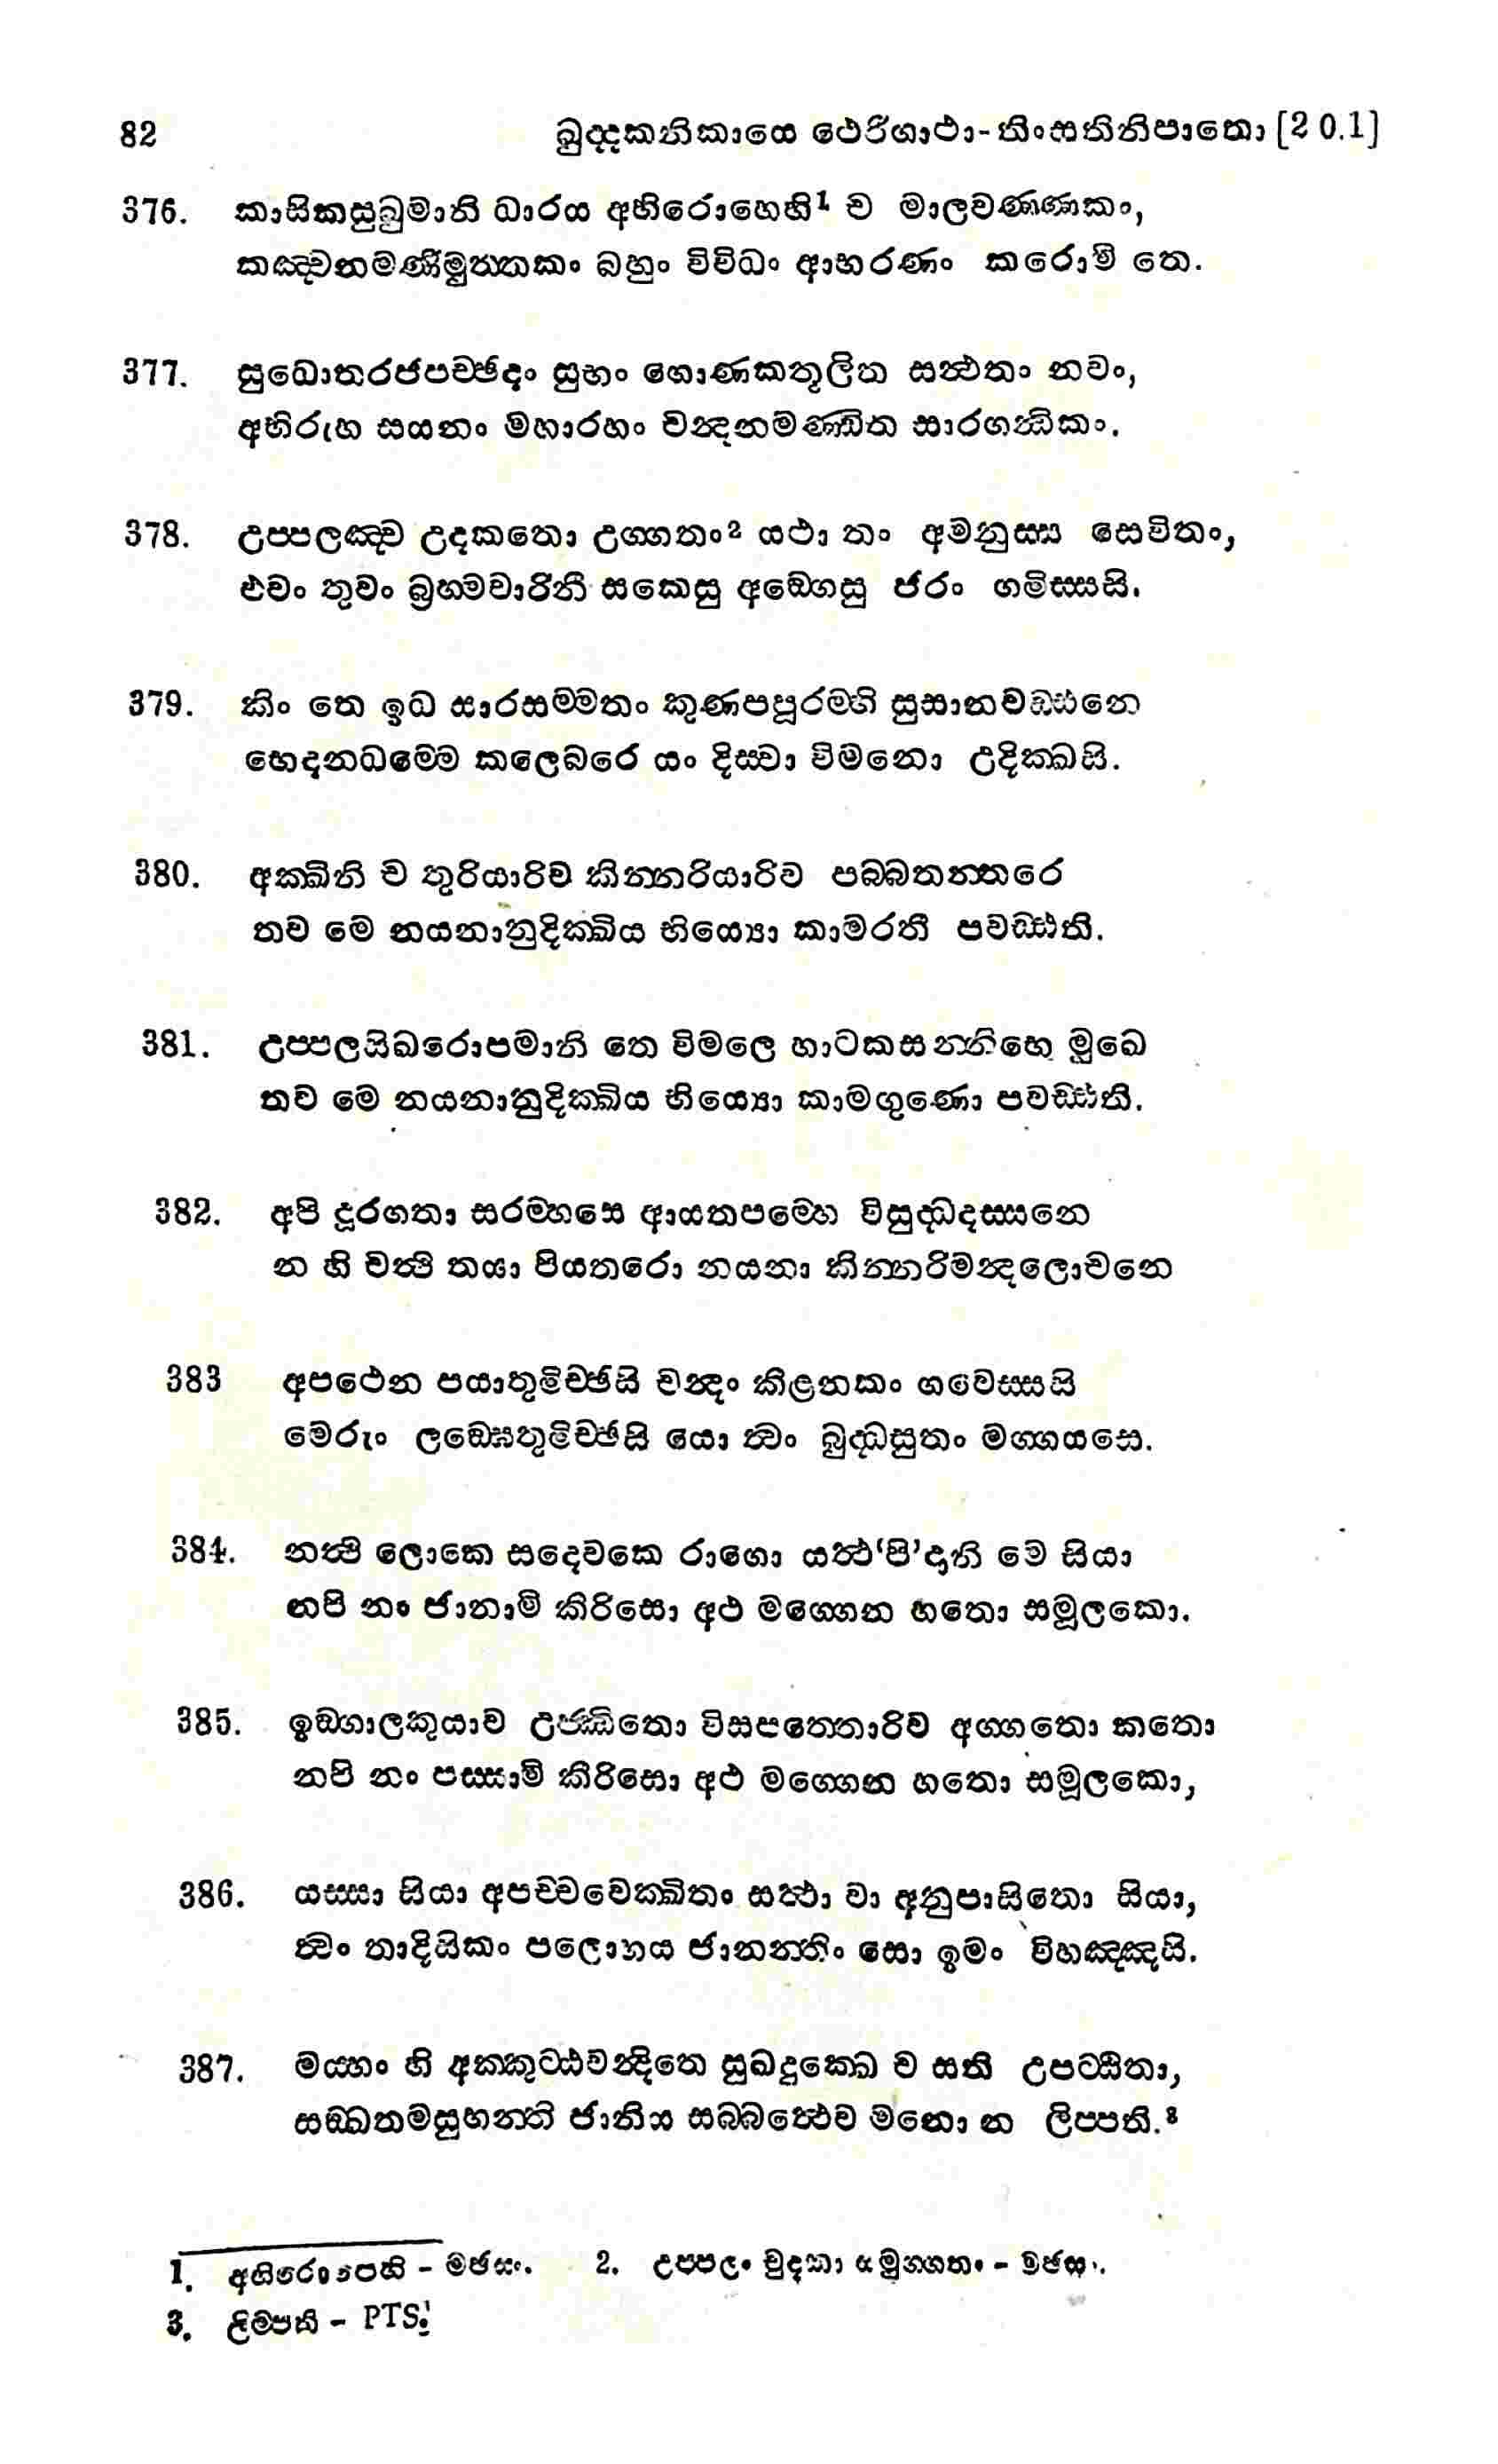 82 ඛුද්දකනිකායෙ ථෙරීගාථා-තිංසතිනිපාතො [2 0.1]
376. කාසිකසුඛුමානි ධාරය අභිරොහෙහි¹ ච මාලවණ්ණකං,
කඤ්චනමණිමුත්තකං බහුං විවිධං ආභරණං කරොමි තෙ.
377. සුධොතරජපච්ඡදං සුභං ගොණකතූලිත සත්ථතං නවං,
අභිරුහ සයනං මහාරහං චන්දනමණ්ඩිත සාරගන්ධිකං.
378. උප්පලඤ්ච උදකතො උග්ගතං² යථා තං අමනුස්ස සෙවිතං,
එවං තුවං බ්‍රහ්මචාරිනී සකෙසු අඞ්ගෙසු ජරං ගමිස්සසි.
379. කිං තෙ ඉධ සාරසම්මතං කුණපපූරම්හි සුසානවඩ්ඪනෙ
භෙදනධම්මෙ කලෙබරෙ යං දිස්වා විමනො උදික්ඛසි.
380. අක්ඛිනි ච තුරියාරිව කින්නරියාරිව පබ්බතන්තරෙ
තව මෙ නයනානුදික්ඛිය භිය්‍යො කාමරතී පවඩ්ඪති.
381. උප්පලසිඛරොපමානි තෙ විමලෙ හාටකසන්නිභෙ මුඛෙ
තව මෙ නයනානුදික්ඛිය භිය්‍යො කාමගුණො පවඩ්ඪති.
382. අපි දූරගතා සරම්හසෙ ආයතපම්හෙ විසුද්ධදස්සනෙ
න හි චත්ථි තයා පියතරො නයනා කින්නරිමන්දලොචනෙ
383 අපථෙන පයාතුමිච්ඡසි චන්දං කීළනකං ගවෙස්සසි
මෙරුං ලඞ්ඝෙතුමිච්ඡසි යො ත්වං බුද්ධසුතං මග්ගයසෙ.
384. නත්ථි ලොකෙ සදෙවකෙ රාගො යත්ථ‘පි’දානි මෙ සියා
නපි නං ජානාමි කිරිසො අථ මග්ගෙන හතො සමූලකො.
385. ඉඞ්ගාලකුයාව උජ්ඣිතො විසපත්තොරිව අග්ගතො කතො
නපි නං පස්සාමි කීරිසො අථ මග්ගෙන හතො සමූලකො,
386. යස්සා සියා අපච්චවෙක්ඛිතං සත්ථා වා අනුපාසිතො සියා,
ත්වං තාදිසිකං පලොභය ජානන්තිං සො ඉමං විහඤ්ඤසි.
387. මය්හං හි අක්කුට්ඨවන්දිතෙ සුඛදුක්ඛෙ ච සති උපට්ඨිතා,
සඞ්ඛතමසුභන්ති ජානිය සබ්බත්ථෙව මනො න ලිප්පති.³
1. අභිරොපෙහි - මඡසං. 2. උප්පලං චුදකා සමුග්ගතං - මඡසං.
3. ළිම්පති - PTS.